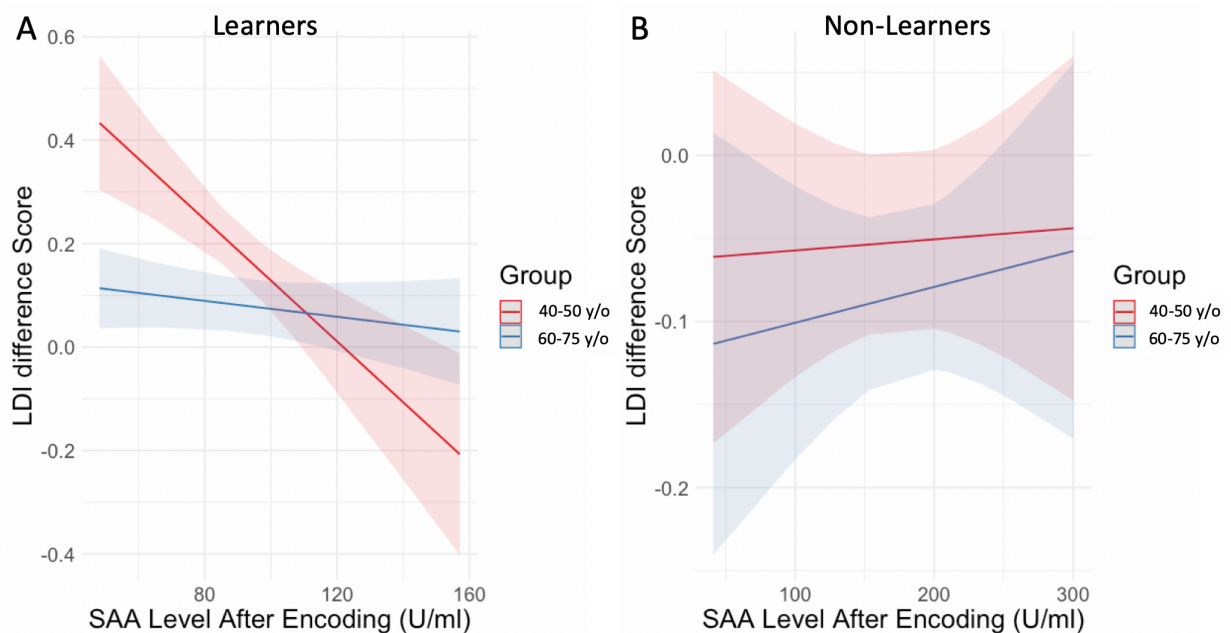 A
Learners
0.6
0.4
0.2
0.0
-0.2
-0.4
LDI difference Score
80
120
160
SAA Level After Encoding (U/ml)
Group
40-50 y/o
60-75 y/o
B
Non-Learners
0.0
-0.1
-0.2
LDI difference Score
100
200
300
SAA Level After Encoding (U/ml)
Group
40-50 y/o
60-75 y/o